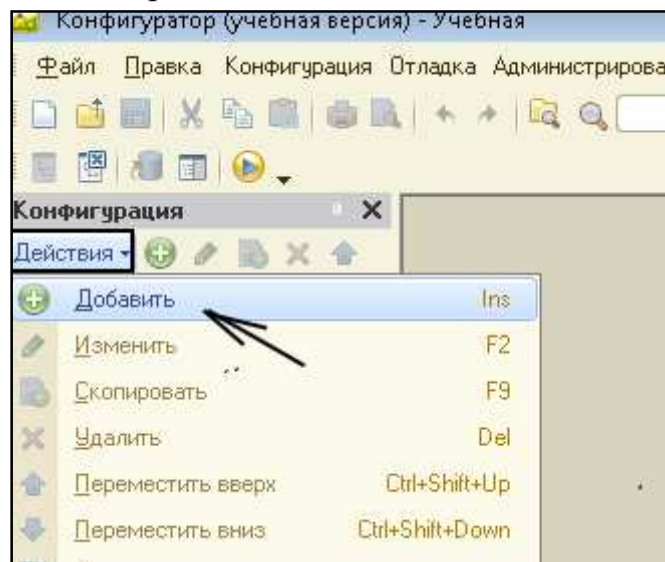 Конфигуратор (учебная версия) - Учебная
Файл Правка Конфигурация Отладка Администрирова
Конфигурация
Действия
Добавить Ins
Изменить F2
Скопировать F9
Удалить Del
Переместить вверх Ctrl+Shift+Up
Переместить вниз Ctrl+Shift+Down